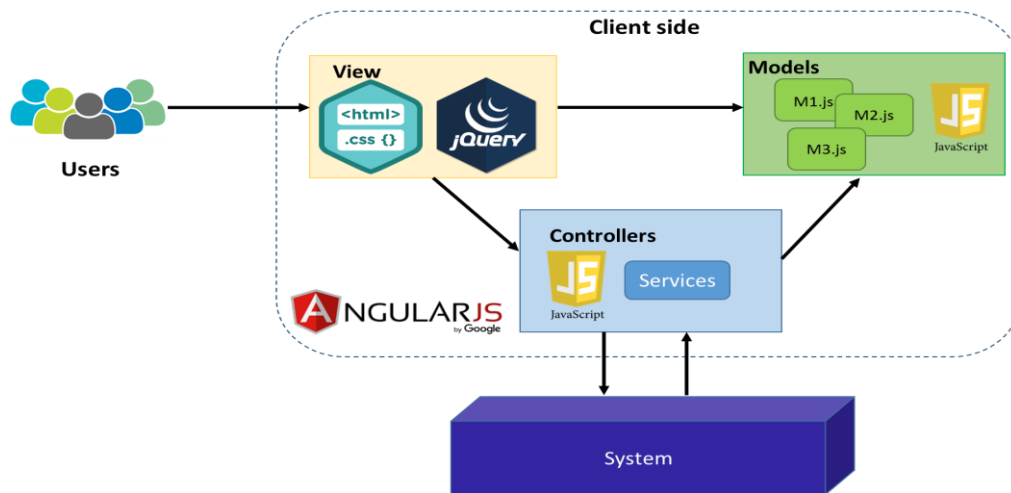 Client side
View
<html>
.css {}
jQuery
Models
M1.js
M2.js
M3.js
JS
JavaScript
Users
Controllers
JS
JavaScript
Services
ANGULARJS
by Google
System